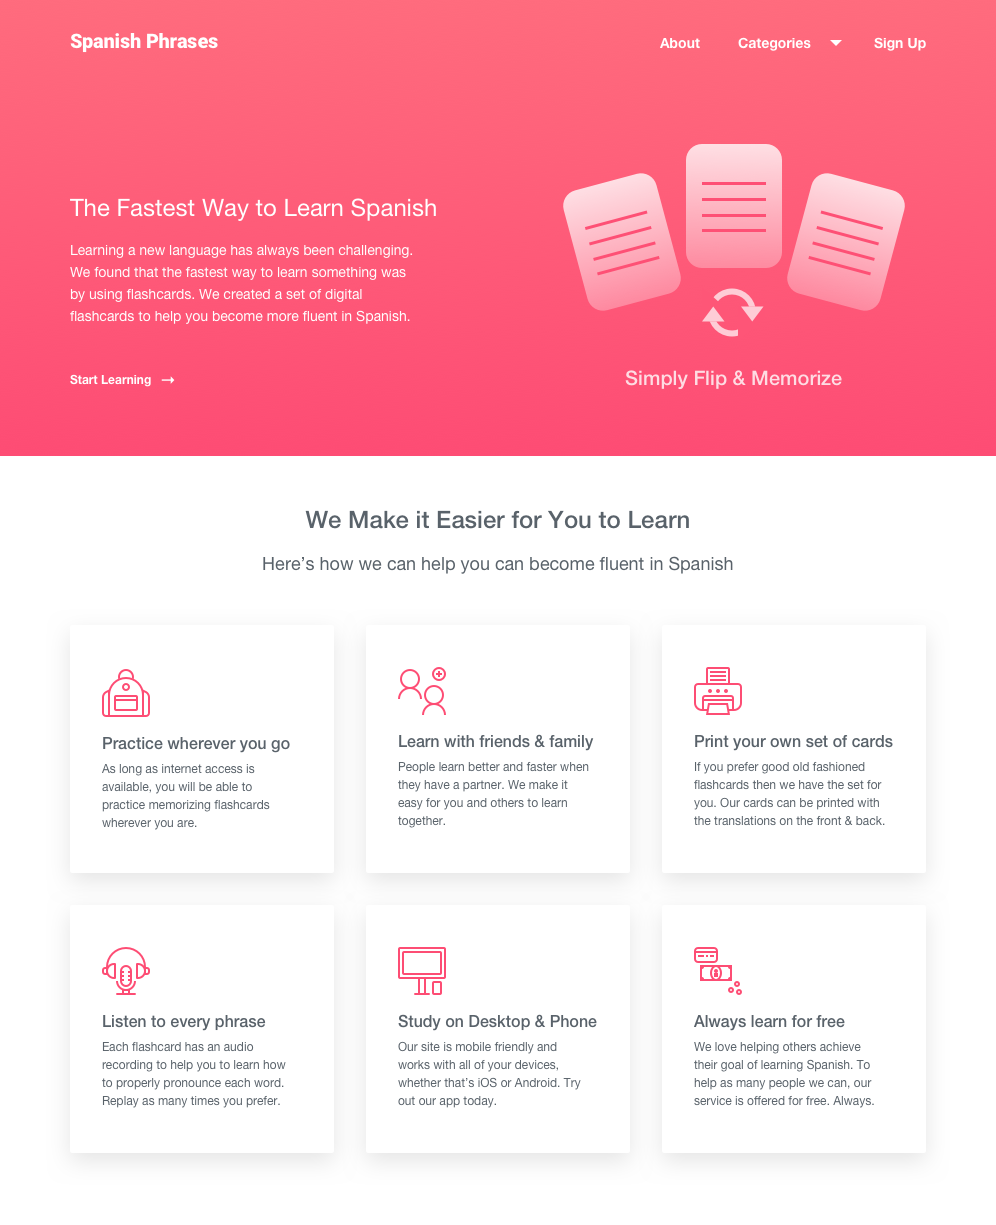 Spanish Phrases
About
Categories
Sign Up
The Fastest Way to Learn Spanish
Learning a new language has always been challenging.
We found that the fastest way to learn something was
by using flashcards. We created a set of digital
flashcards to help you become more fluent in Spanish.
Start Learning →
Simply Flip & Memorize
We Make it Easier for You to Learn
Here’s how we can help you can become fluent in Spanish
Practice wherever you go
As long as internet access is
available, you will be able to
practice memorizing flashcards
wherever you are.
Learn with friends & family
People learn better and faster when
they have a partner. We make it
easy for you and others to learn
together.
Print your own set of cards
If you prefer good old fashioned
flashcards then we have the set for
you. Our cards can be printed with
the translations on the front & back.
Listen to every phrase
Each flashcard has an audio
recording to help you to learn how
to properly pronounce each word.
Replay as many times you prefer.
Study on Desktop & Phone
Our site is mobile friendly and
works with all of your devices,
whether that’s iOS or Android. Try
out our app today.
Always learn for free
We love helping others achieve
their goal of learning Spanish. To
help as many people we can, our
service is offered for free. Always.